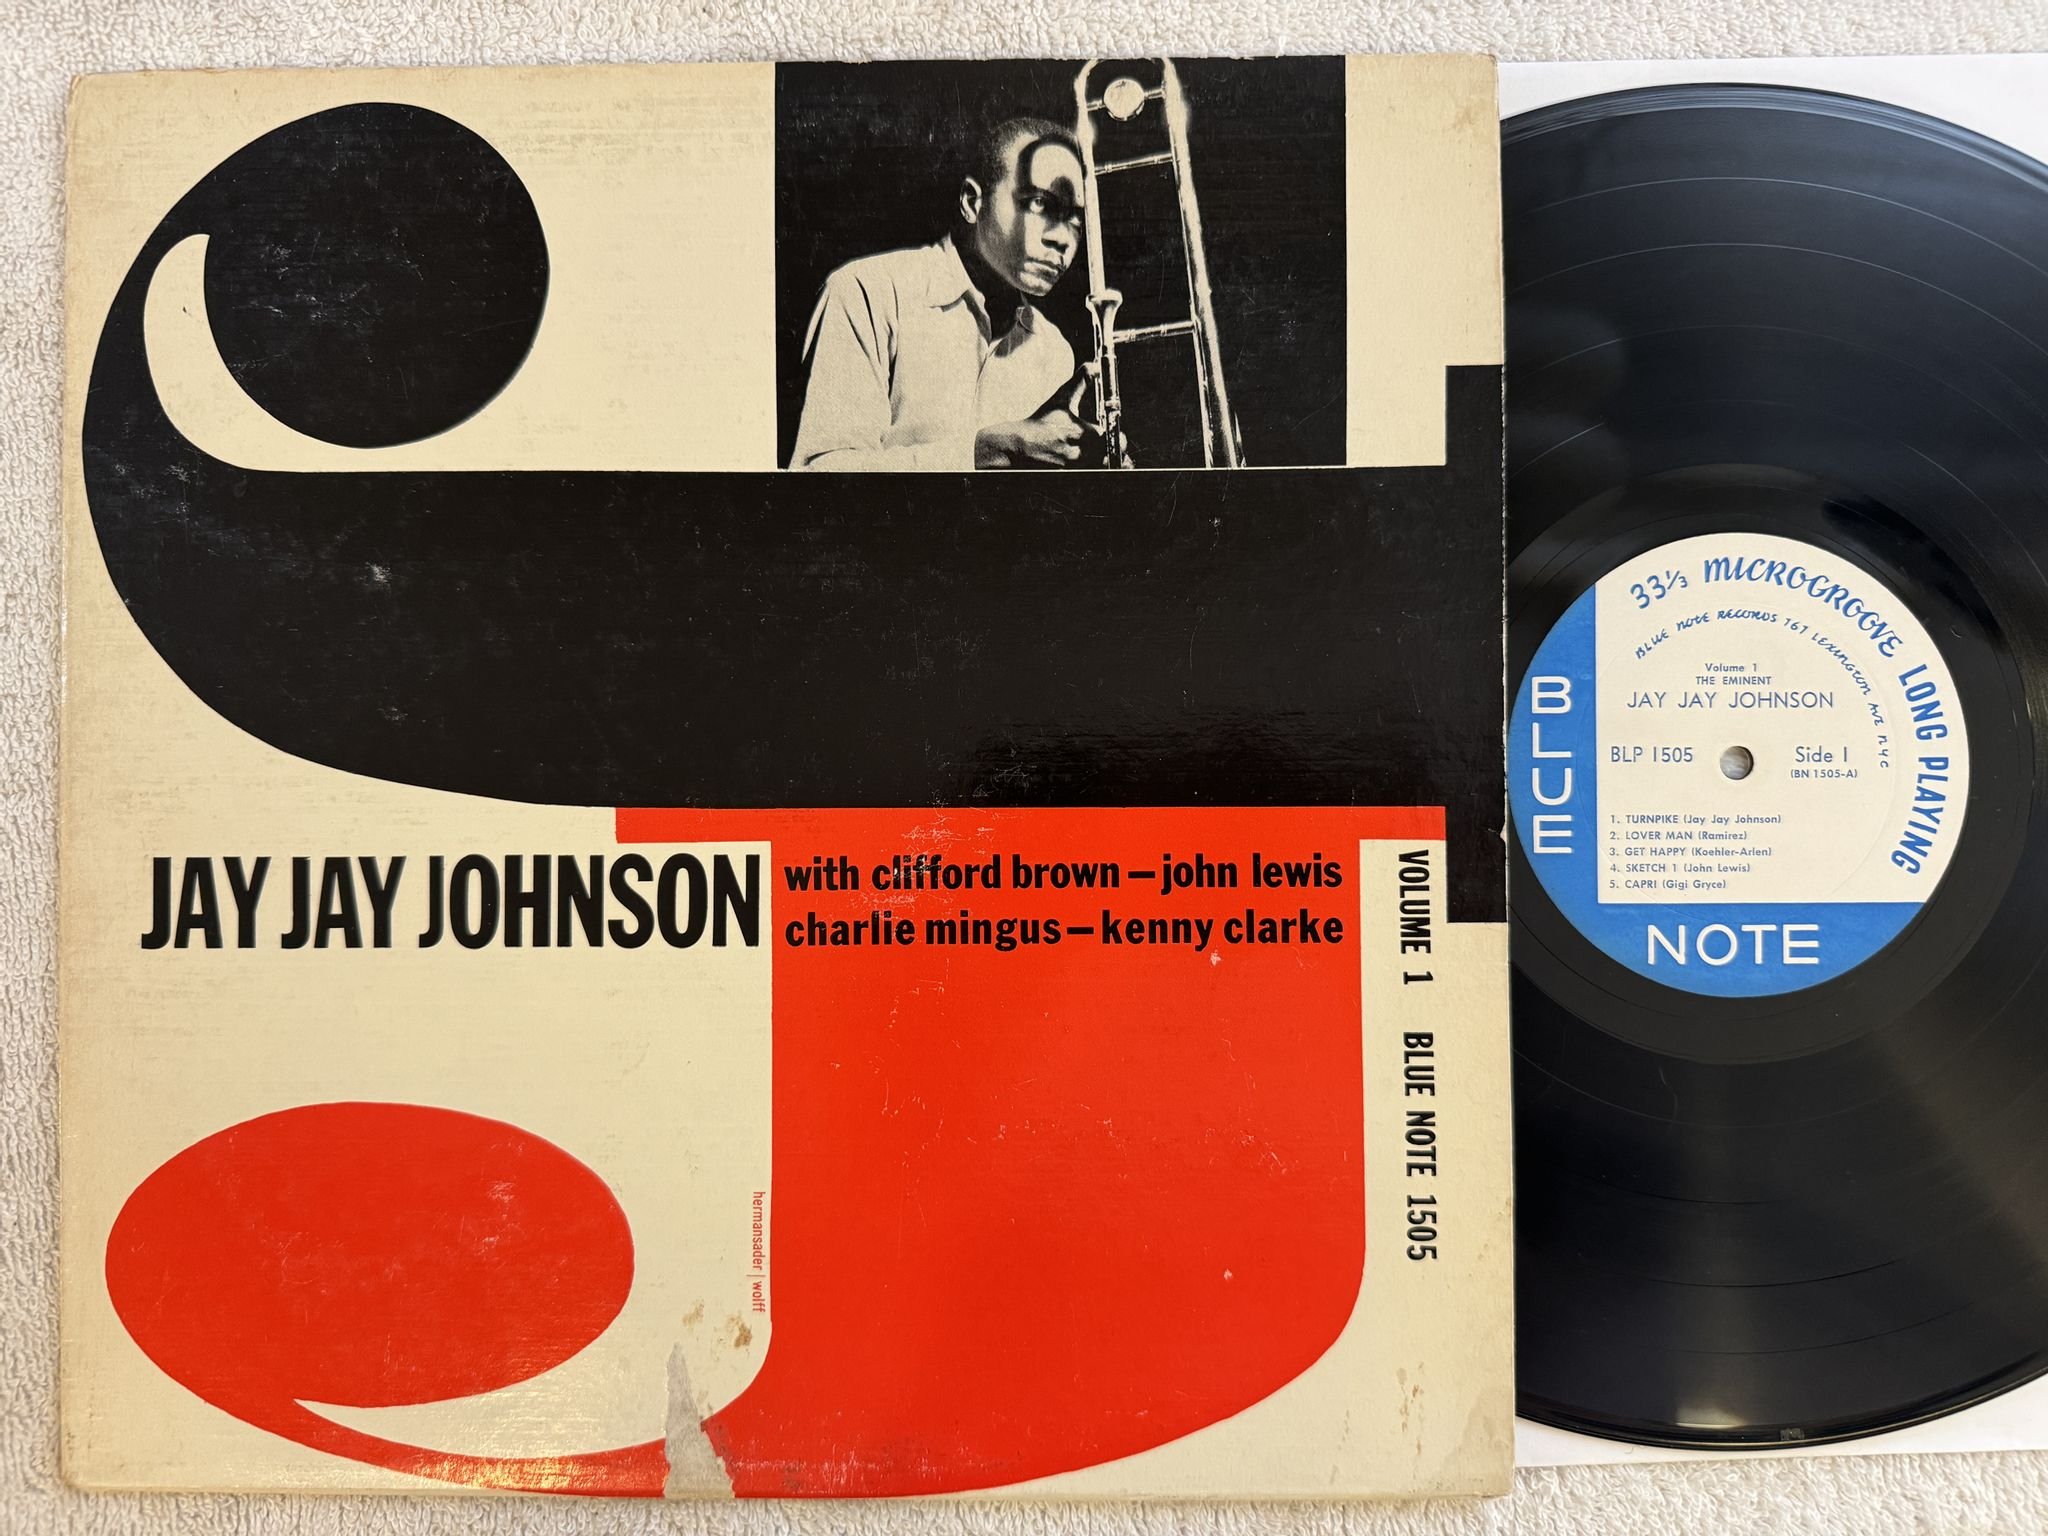 JAY JAY JOHNSON
with clifford brown – john lewis
charlie mingus – kenny clarke
VOLUME 1 BLUE NOTE 1505
hermansader | wolff
33⅓ MICROGROOVE LONG PLAYING
BLUE NOTE RECORDS 767 LEXINGTON AVE NYC
Volume 1
THE EMINENT
JAY JAY JOHNSON
BLP 1505 Side 1
(BN 1505-A)
1. TURNPIKE (Jay Jay Johnson)
2. LOVER MAN (Ramirez)
3. GET HAPPY (Koehler-Arlen)
4. SKETCH 1 (John Lewis)
5. CAPRI (Gigi Gryce)
BLUE
NOTE